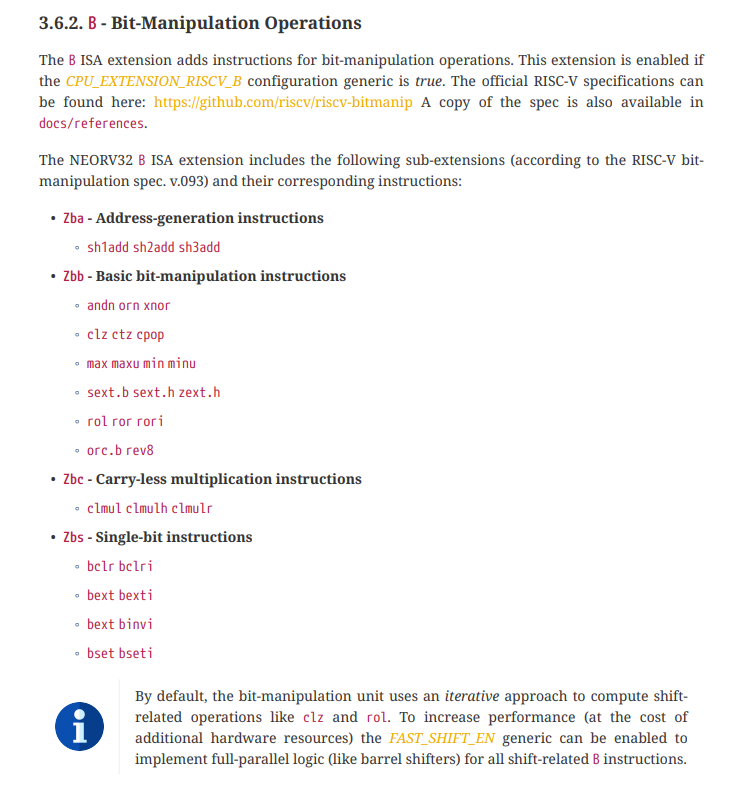 3.6.2. B - Bit-Manipulation Operations
The B ISA extension adds instructions for bit-manipulation operations. This extension is enabled if
the CPU_EXTENSION_RISCV_B configuration generic is true. The official RISC-V specifications can
be found here: https://github.com/riscv/riscv-bitmanip A copy of the spec is also available in
docs/references.
The NEORV32 B ISA extension includes the following sub-extensions (according to the RISC-V bit-
manipulation spec. v.093) and their corresponding instructions:
• Zba - Address-generation instructions
◦ sh1add sh2add sh3add
• Zbb - Basic bit-manipulation instructions
◦ andn orn xnor
◦ clz ctz cpop
◦ max maxu min minu
◦ sext.b sext.h zext.h
◦ rol ror rori
◦ orc.b rev8
• Zbc - Carry-less multiplication instructions
◦ clmul clmulh clmulr
• Zbs - Single-bit instructions
◦ bclr bclri
◦ bext bexti
◦ bext binvi
◦ bset bseti
By default, the bit-manipulation unit uses an iterative approach to compute shift-
related operations like clz and rol. To increase performance (at the cost of
additional hardware resources) the FAST_SHIFT_EN generic can be enabled to
implement full-parallel logic (like barrel shifters) for all shift-related B instructions.